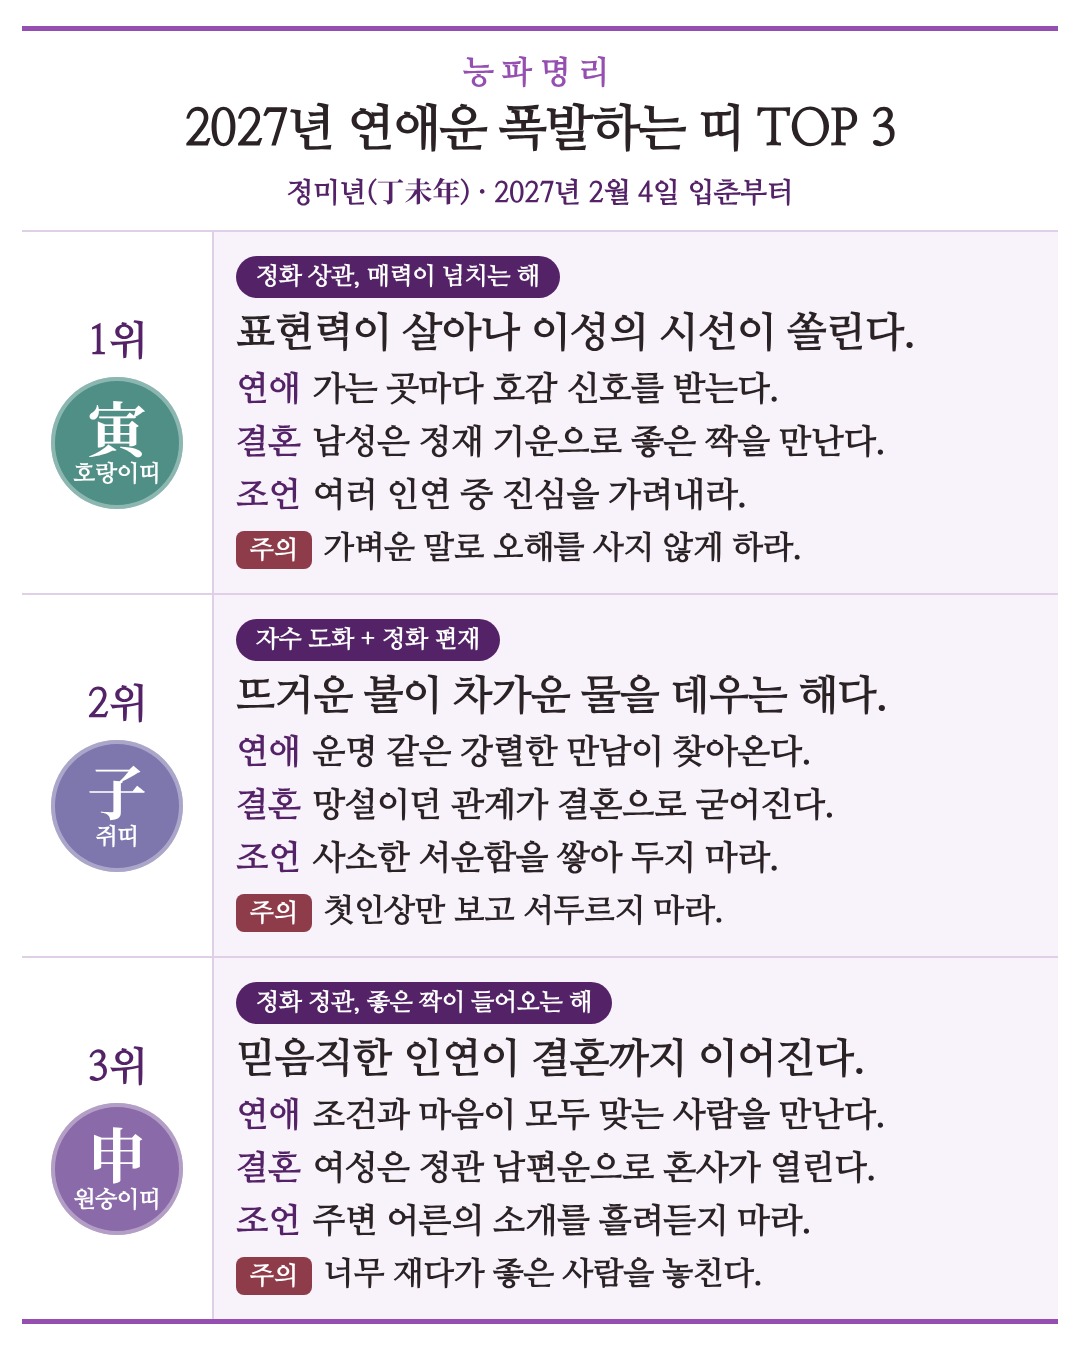 능파명리
2027년 연애운 폭발하는 띠 TOP 3
정미년(丁未年) · 2027년 2월 4일 입춘부터
1위
寅
호랑이띠
정화 상관, 매력이 넘치는 해
표현력이 살아나 이성의 시선이 쏠린다.
연애 가는 곳마다 호감 신호를 받는다.
결혼 남성은 정재 기운으로 좋은 짝을 만난다.
조언 여러 인연 중 진심을 가려내라.
주의 가벼운 말로 오해를 사지 않게 하라.
2위
子
쥐띠
자수 도화 + 정화 편재
뜨거운 불이 차가운 물을 데우는 해다.
연애 운명 같은 강렬한 만남이 찾아온다.
결혼 망설이던 관계가 결혼으로 굳어진다.
조언 사소한 서운함을 쌓아 두지 마라.
주의 첫인상만 보고 서두르지 마라.
3위
申
원숭이띠
정화 정관, 좋은 짝이 들어오는 해
믿음직한 인연이 결혼까지 이어진다.
연애 조건과 마음이 모두 맞는 사람을 만난다.
결혼 여성은 정관 남편운으로 혼사가 열린다.
조언 주변 어른의 소개를 흘려듣지 마라.
주의 너무 재다가 좋은 사람을 놓친다.